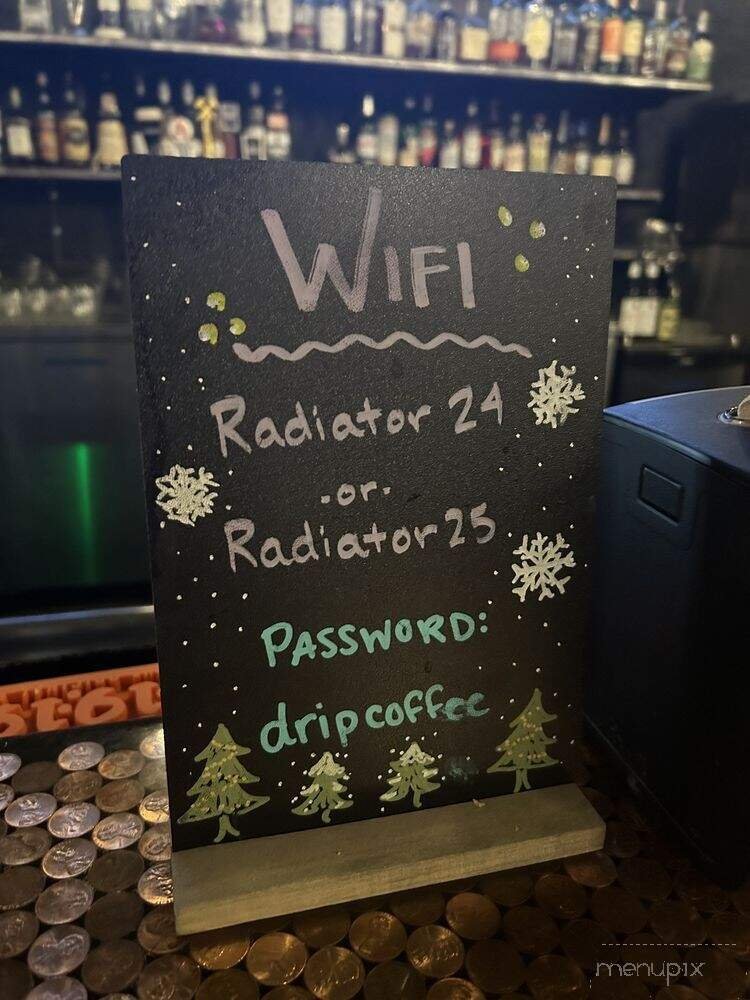 WIFI
Radiator 24
-or-
Radiator 25
PASSWORD:
dripcoffee
menupix